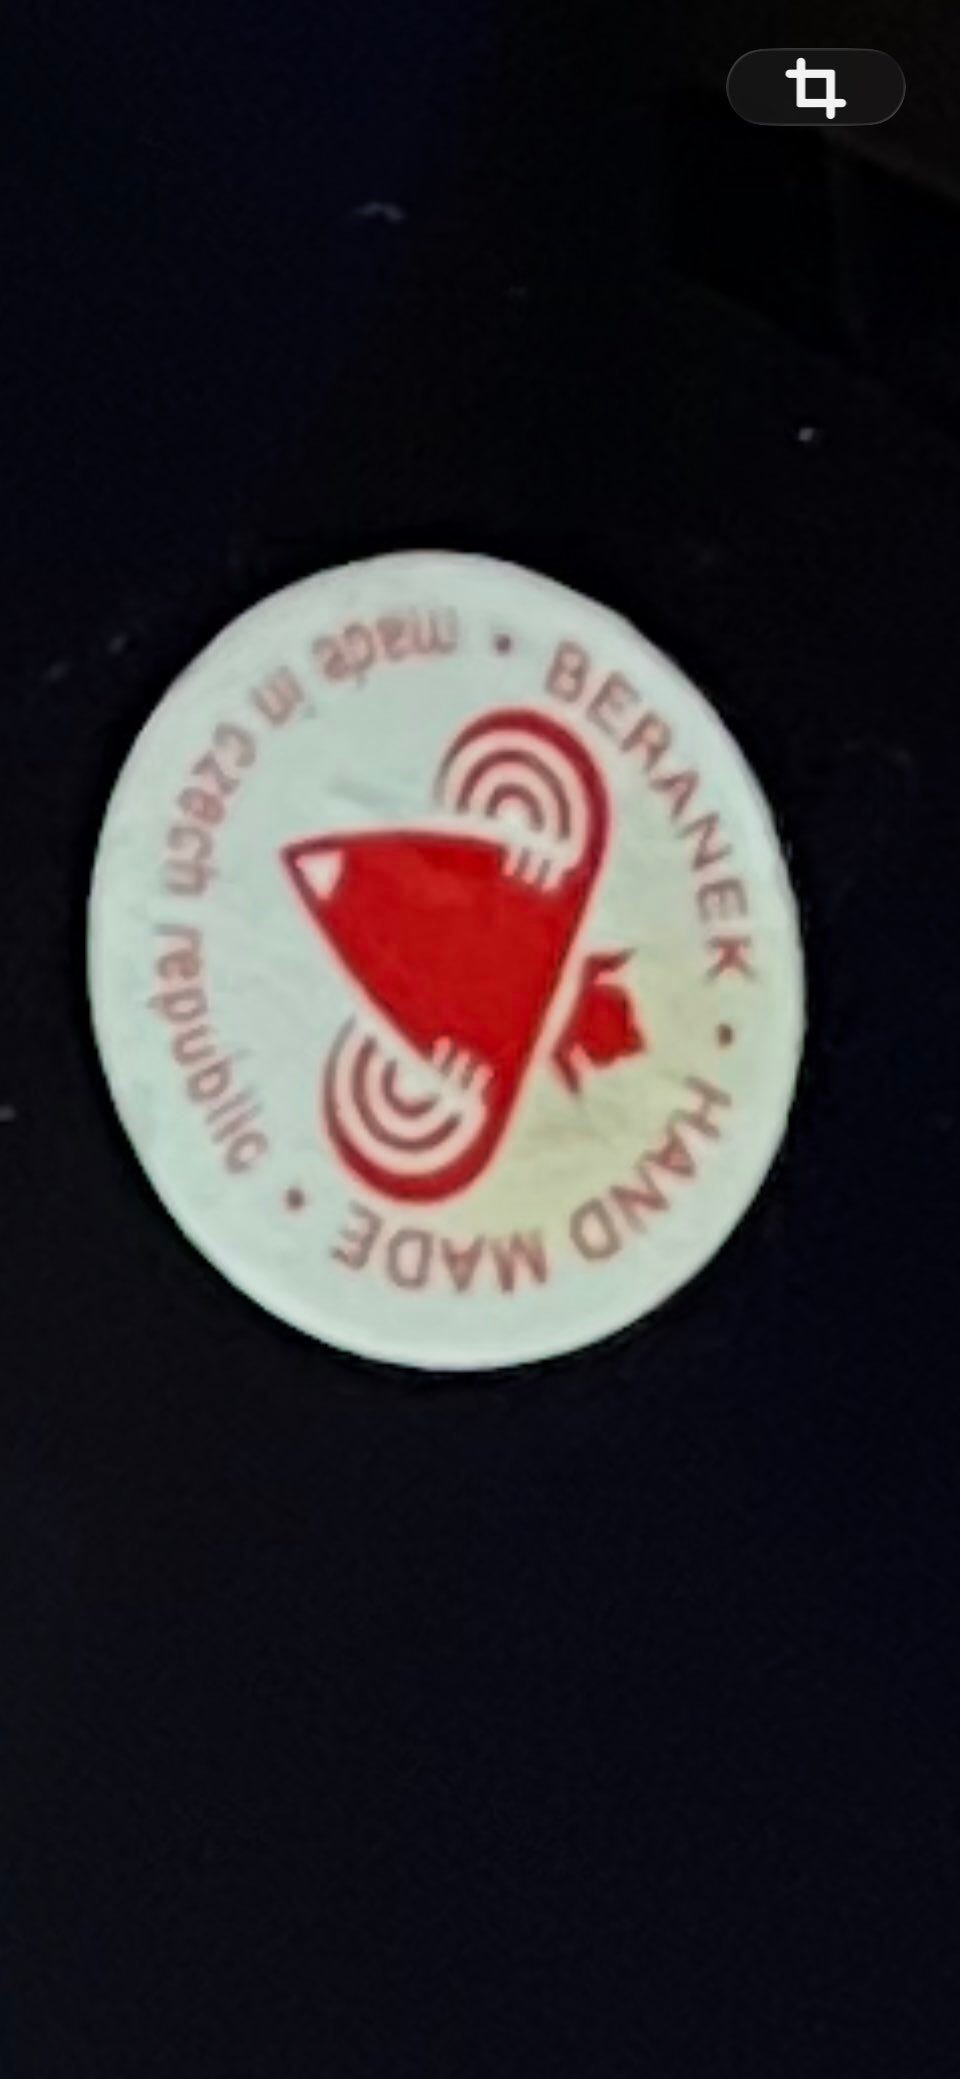 BERANEK • HAND MADE •
made in czech republic •